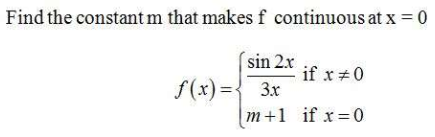 Find the constant m that makes f continuous at x = 0
f(x) = { sin 2x / 3x if x ≠ 0
m+1 if x = 0